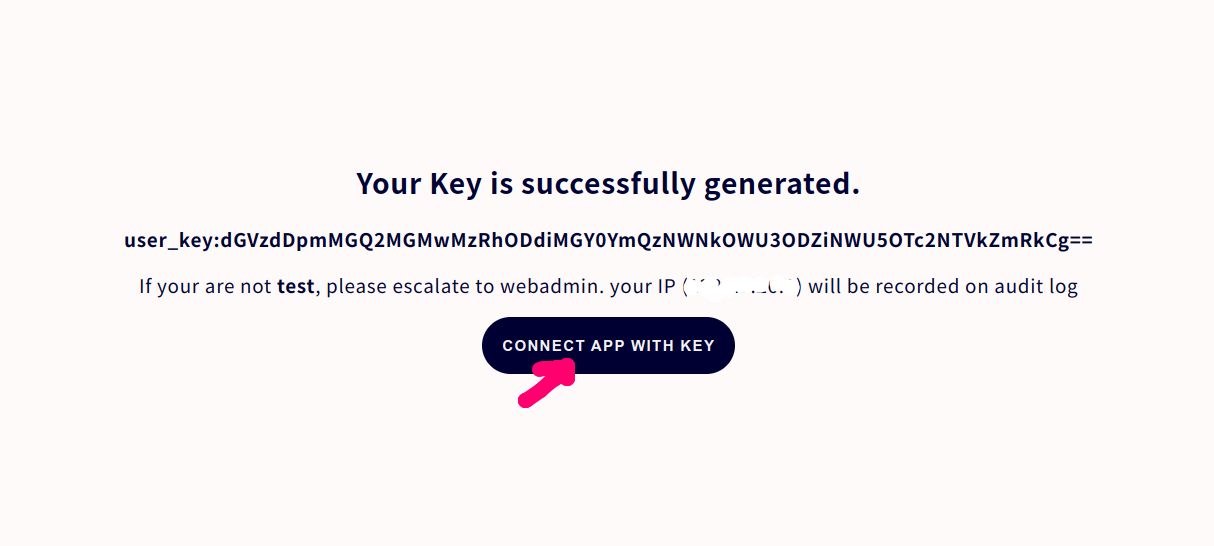 Your Key is successfully generated.
user_key:dGVzdDpmMGQ2MGMwMzRhODdiMGY0YmQzNWNkOWU3ODZiNWU5OTc2NTVkZmRkCg==
If your are not test, please escalate to webadmin. your IP () will be recorded on audit log
CONNECT APP WITH KEY